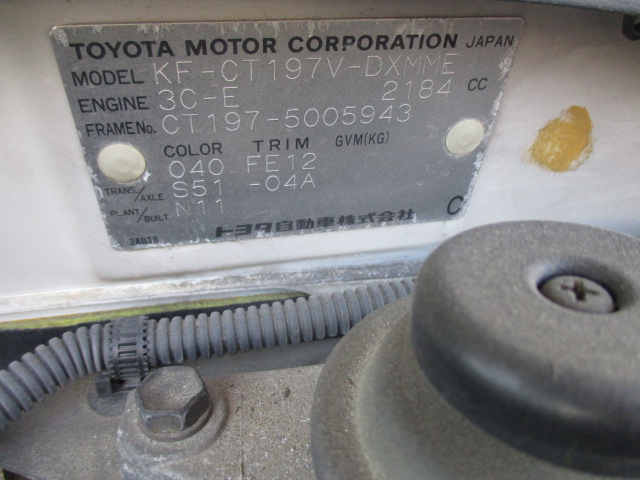 TOYOTA MOTOR CORPORATION JAPAN
MODEL KF-CT197V-DXMME
ENGINE 3C-E 2184 CC
FRAME No. CT197-5005943
COLOR TRIM GVM(KG)
040 FE12
TRANS./AXLE S51 -04A
PLANT/BUILT N11
トヨタ自動車株式会社 C
3A030